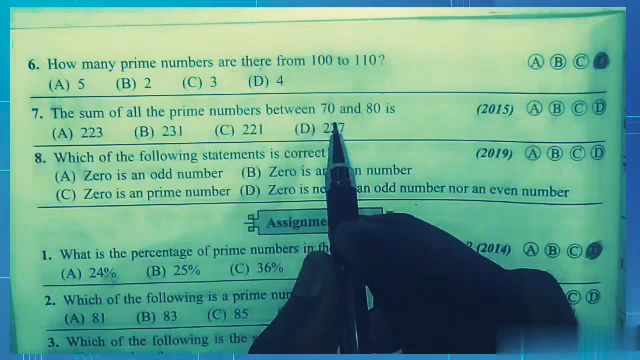 6. How many prime numbers are there from 100 to 110? A B C
(A) 5 (B) 2 (C) 3 (D) 4
7. The sum of all the prime numbers between 70 and 80 is (2015) A B C D
(A) 223 (B) 231 (C) 221 (D) 227
8. Which of the following statements is correct (2019) A B C D
(A) Zero is an odd number (B) Zero is an number
(C) Zero is an prime number (D) Zero is an odd number nor an even number
1. What is the percentage of prime numbers in (2014) A B C
(A) 24% (B) 25% (C) 36%
2. Which of the following is a prime C D
(A) 81 (B) 83 (C) 85
3. Which of the following is the